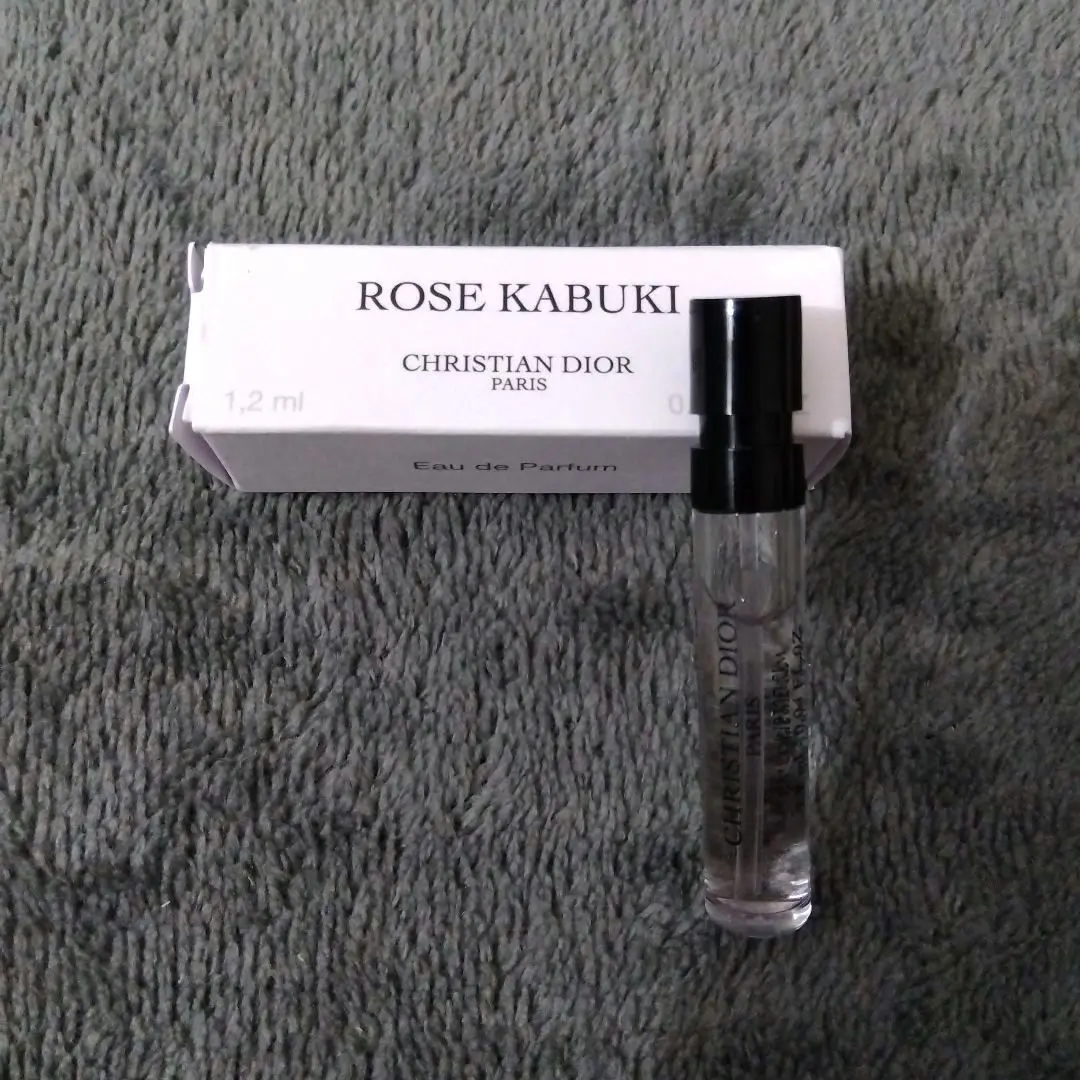 ROSE KABUKI
CHRISTIAN DIOR
PARIS
1,2 ml
Eau de Parfum
CHRISTIAN DIOR
PARIS